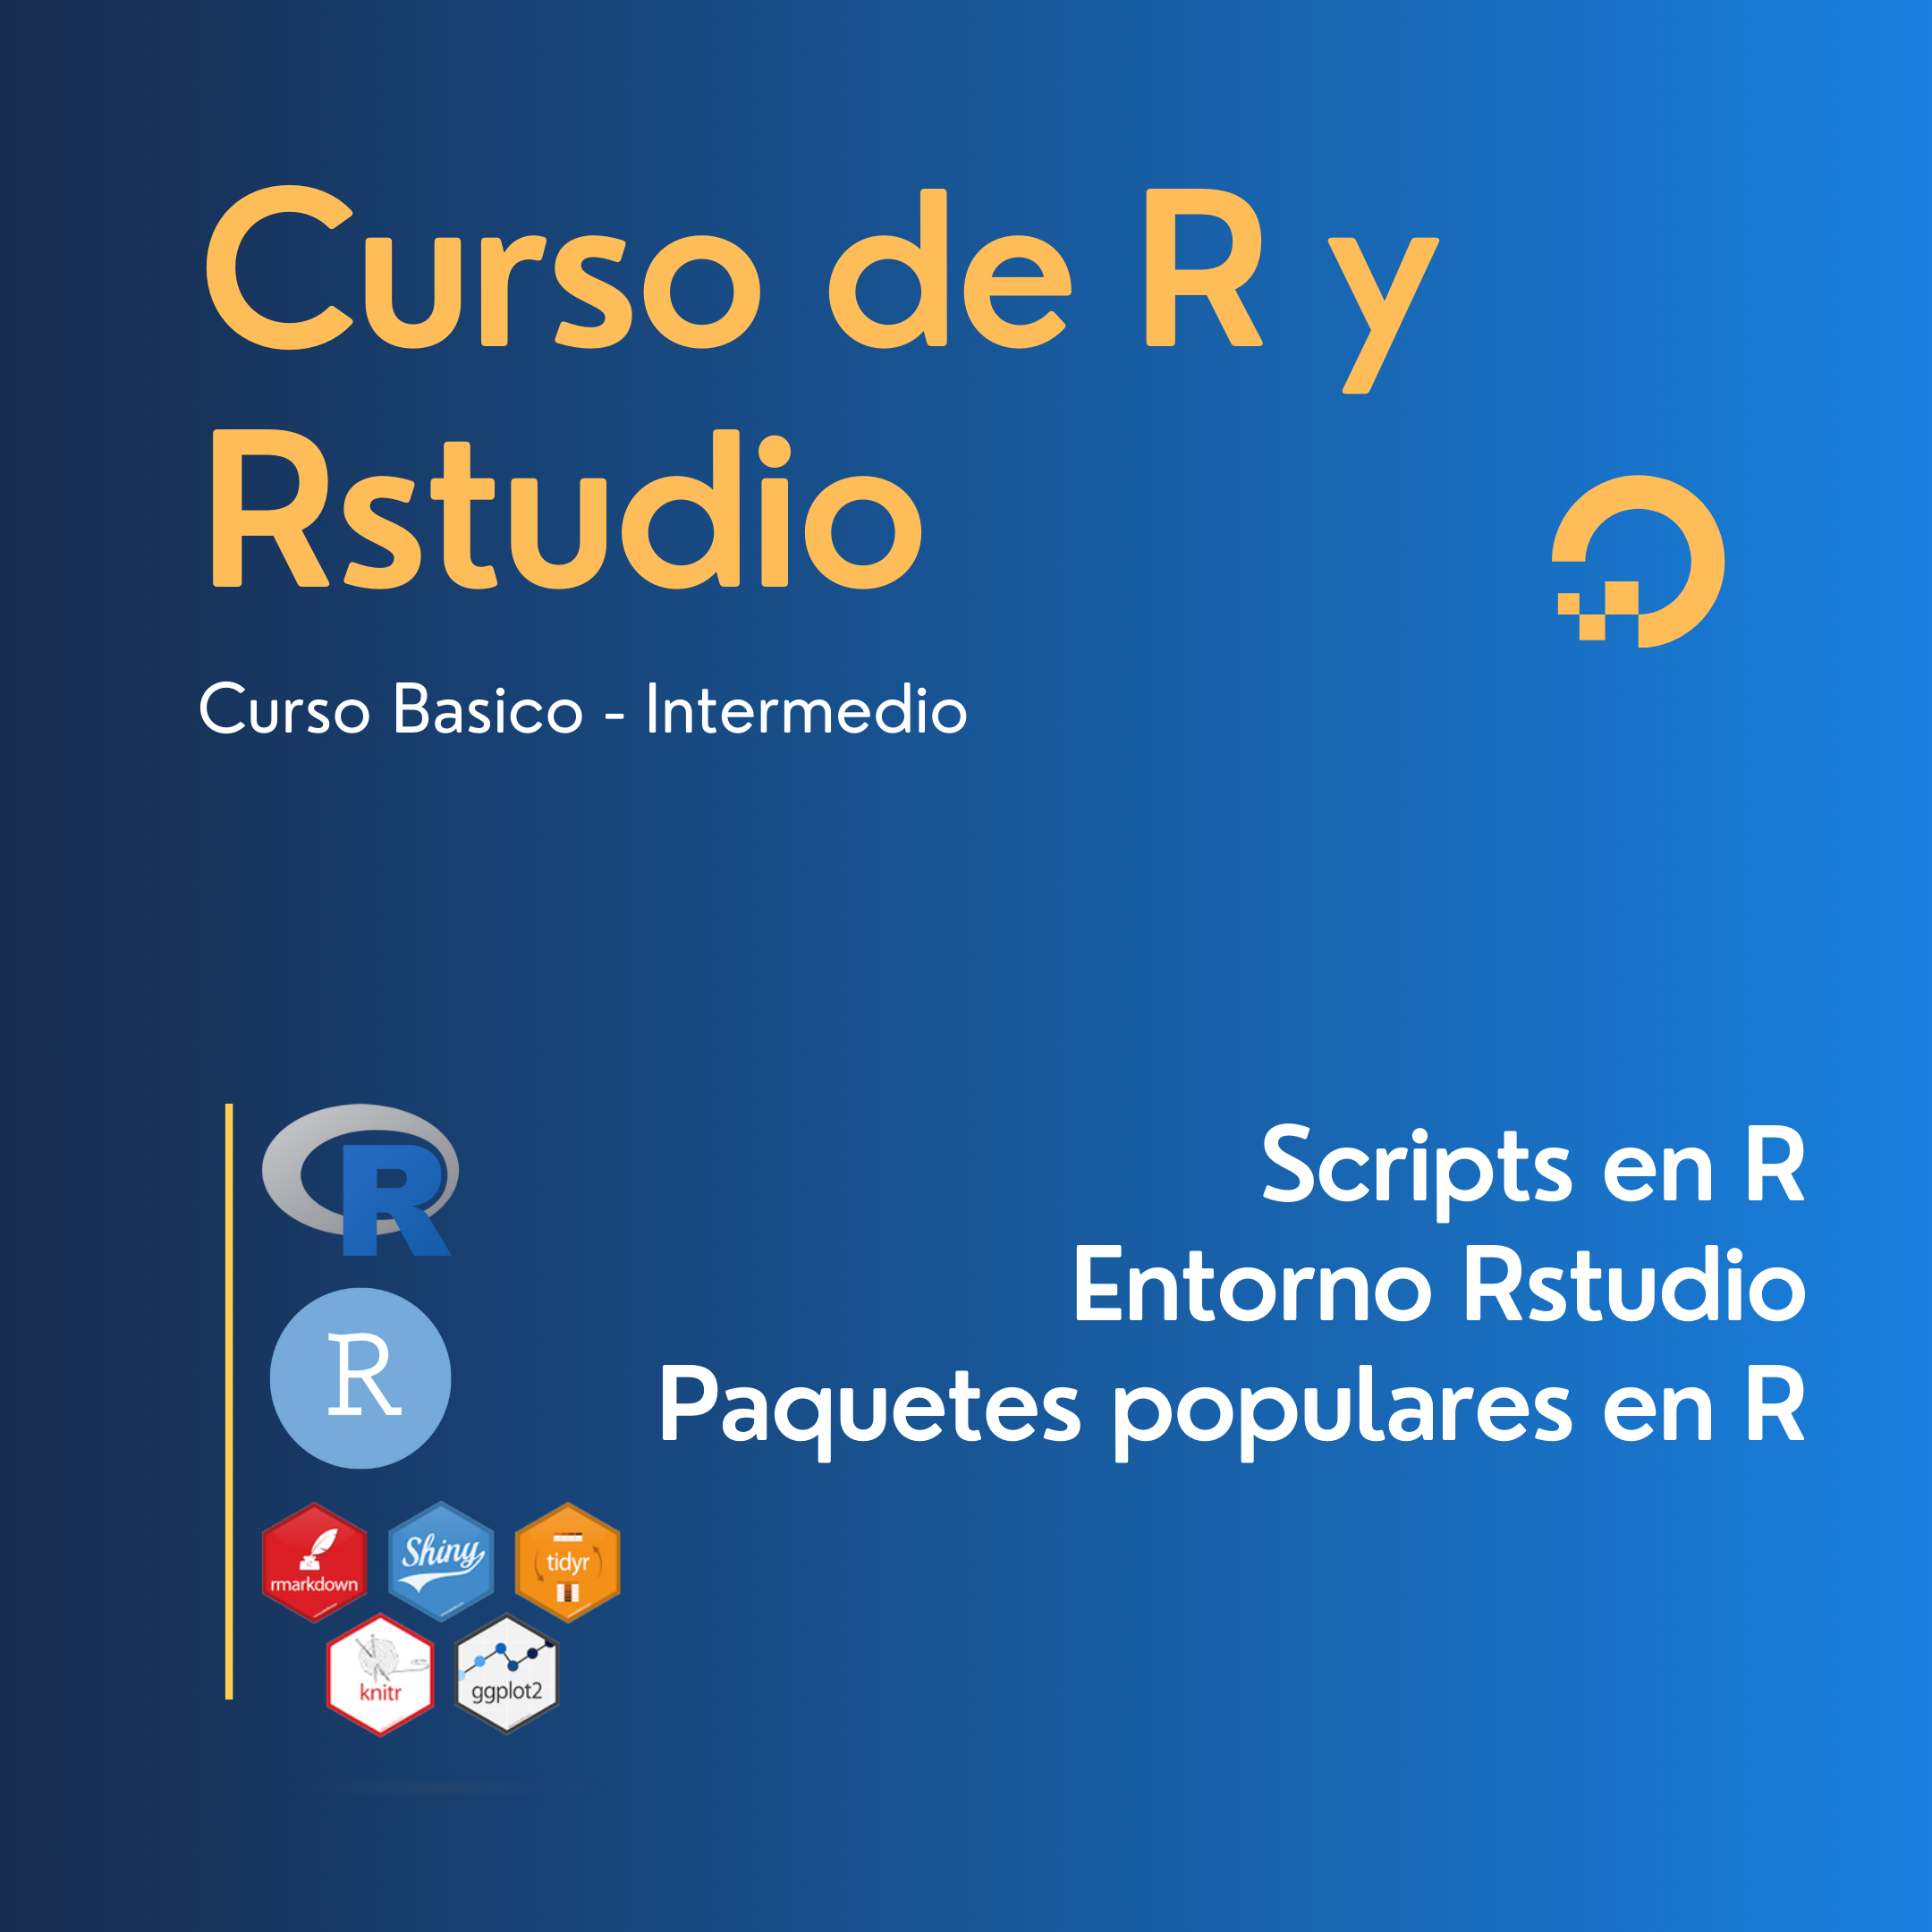 Curso de R y
Rstudio
Curso Basico - Intermedio
R
Scripts en R
Entorno Rstudio
R
Paquetes populares en R
rmarkdown
Shiny
tidyr
knitr
ggplot2